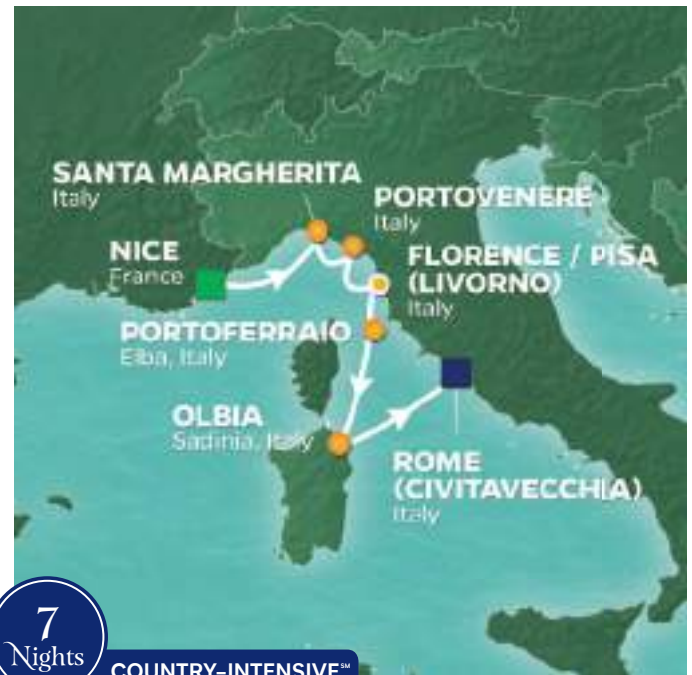 SANTA MARGHERITA
Italy
PORTOVENERE
Italy
NICE
France
FLORENCE / PISA
(LIVORNO)
Italy
PORTOFERRAIO
Elba, Italy
OLBIA
Sadinia, Italy
ROME
(CIVITAVECCHIA)
Italy
7
Nights
COUNTRY-INTENSIVE℠